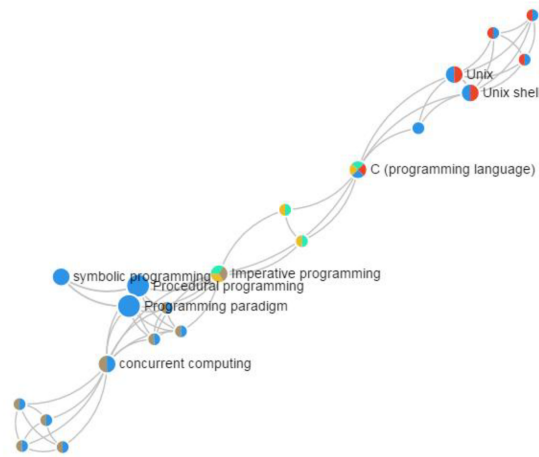 Unix
Unix shel
C (programming language)
Imperative programming
symbolic programming
Procedural programming
Programming paradigm
concurrent computing